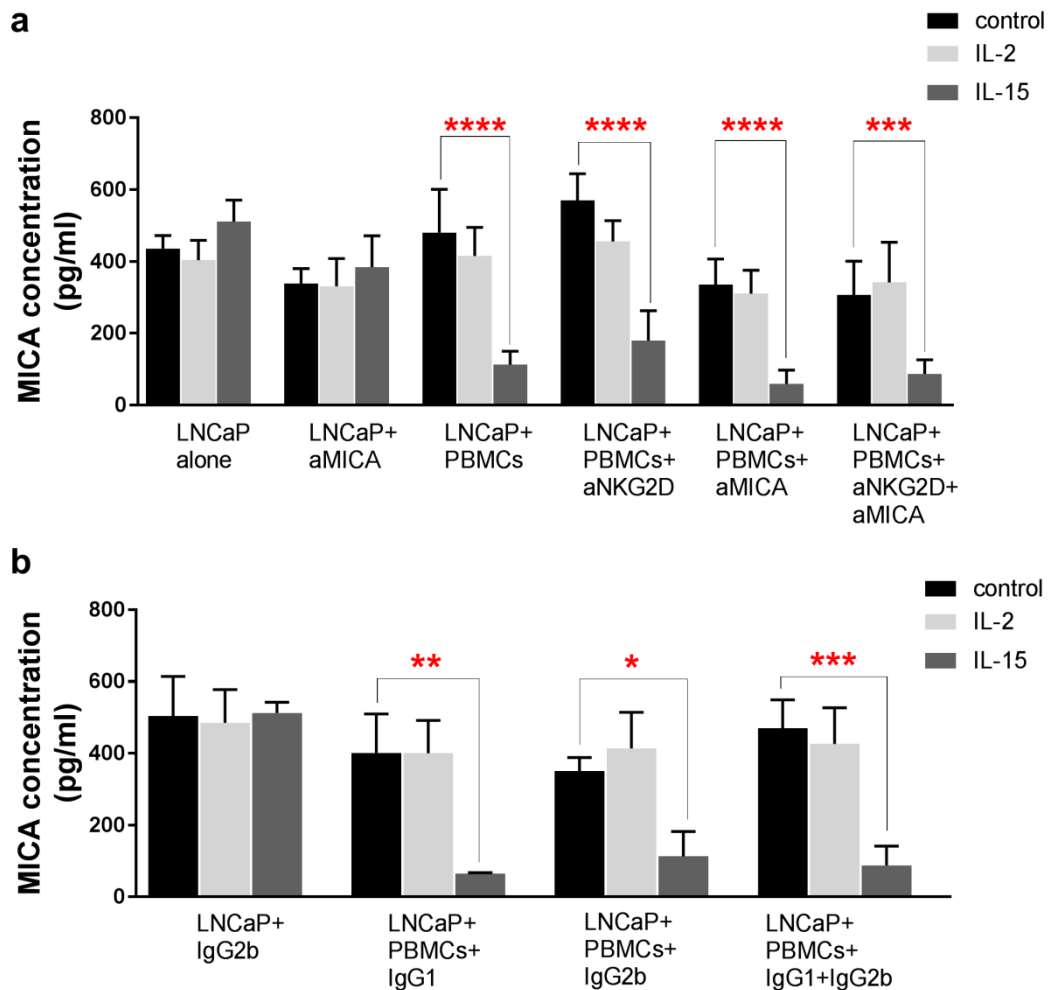 a
control
IL-2
IL-15
MICA concentration
(pg/ml)
800
600
400
200
0
****
****
****
***
LNCaP
alone
LNCaP+
aMICA
LNCaP+
PBMCs
LNCaP+
PBMCs+
aNKG2D
LNCaP+
PBMCs+
aMICA
LNCaP+
PBMCs+
aNKG2D+
aMICA
b
control
IL-2
IL-15
MICA concentration
(pg/ml)
800
600
400
200
0
**
*
***
LNCaP+
IgG2b
LNCaP+
PBMCs+
IgG1
LNCaP+
PBMCs+
IgG2b
LNCaP+
PBMCs+
IgG1+IgG2b